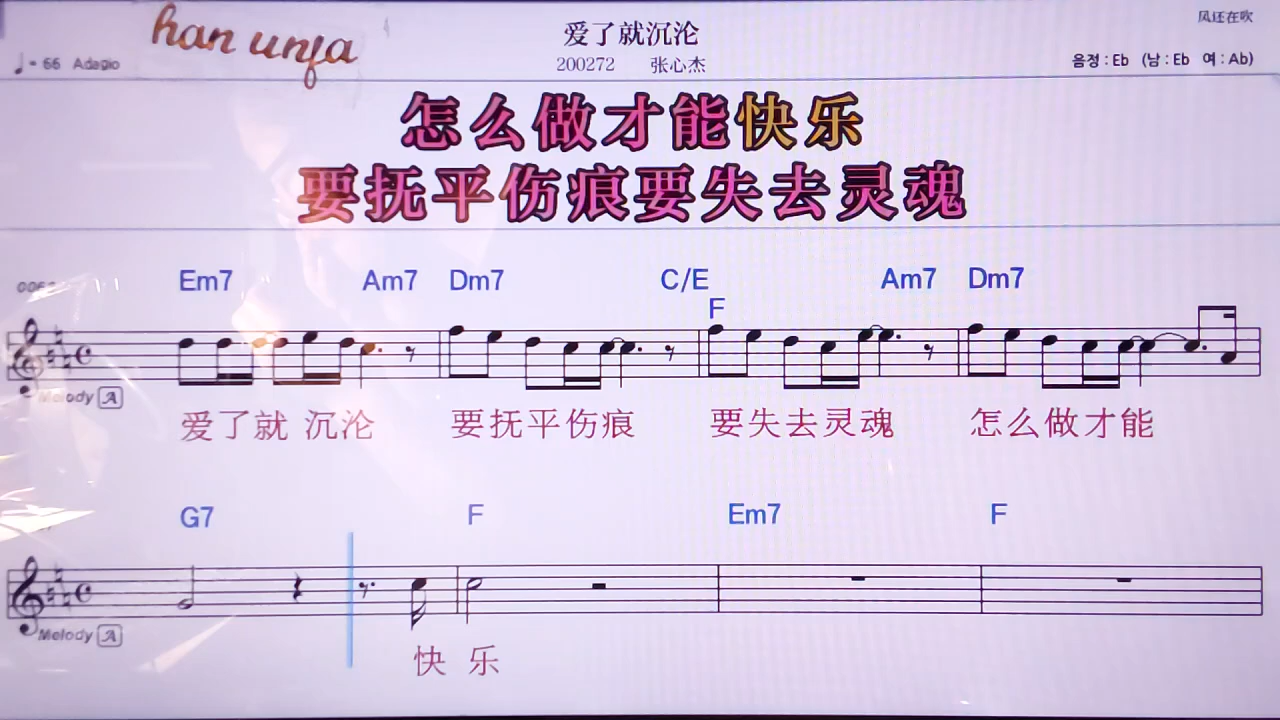 han unfa
爱了就沉沦
风还在吹
♩= 66 Adagio
200272 张心杰
음정 : Eb (남 : Eb 여 : Ab)
怎么做才能快乐
要抚平伤痕要失去灵魂
Em7 Am7 Dm7 C/E F Am7 Dm7
Melody A
爱了就 沉沦 要抚平伤痕 要失去灵魂 怎么做才能
G7 F Em7 F
Melody A
快 乐